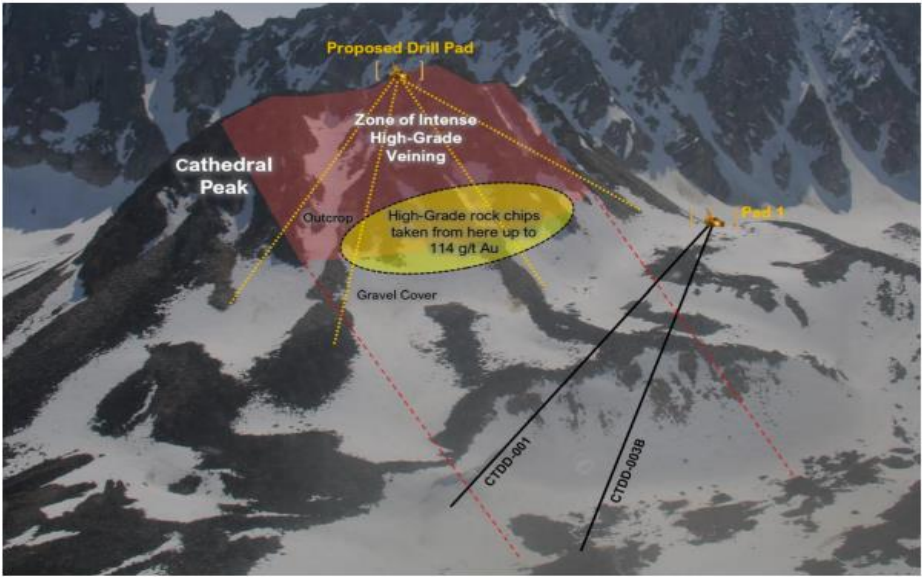 Proposed Drill Pad
Zone of Intense
High-Grade
Veining
Cathedral
Peak
Outcrop
High-Grade rock chips
taken from here up to
114 g/t Au
Pad 1
Gravel Cover
CTDD-001
CTDD-003B